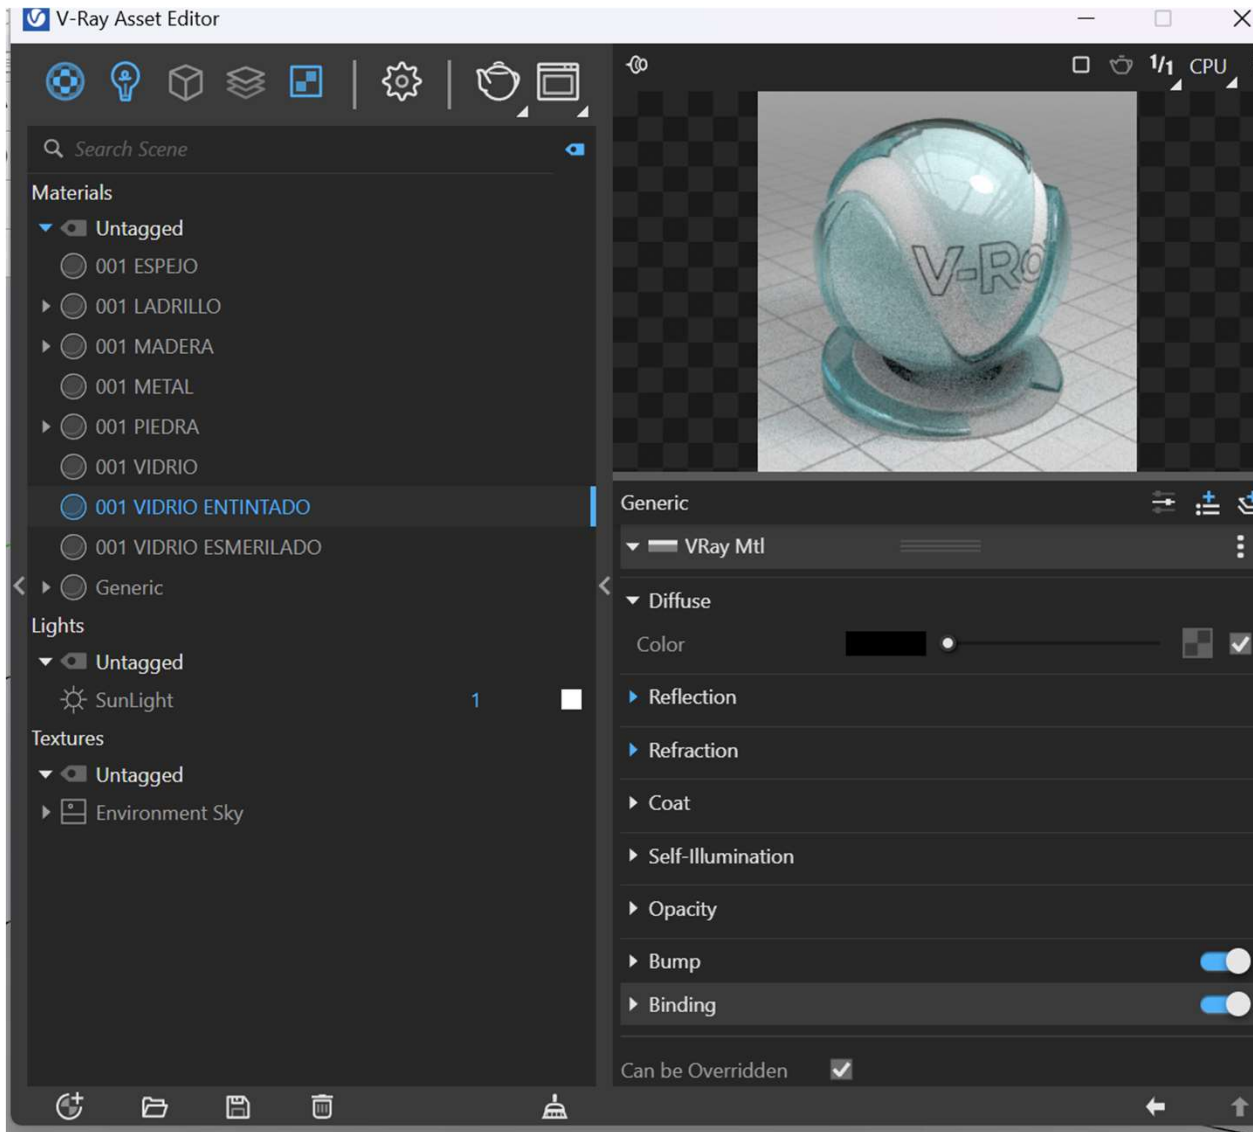 V-Ray Asset Editor
Search Scene
Materials
Untagged
001 ESPEJO
001 LADRILLO
001 MADERA
001 METAL
001 PIEDRA
001 VIDRIO
001 VIDRIO ENTINTADO
001 VIDRIO ESMERILADO
Generic
Lights
Untagged
SunLight 1
Textures
Untagged
Environment Sky
1/1 CPU
V-Ra
Generic
VRay Mtl
Diffuse
Color
Reflection
Refraction
Coat
Self-Illumination
Opacity
Bump
Binding
Can be Overridden